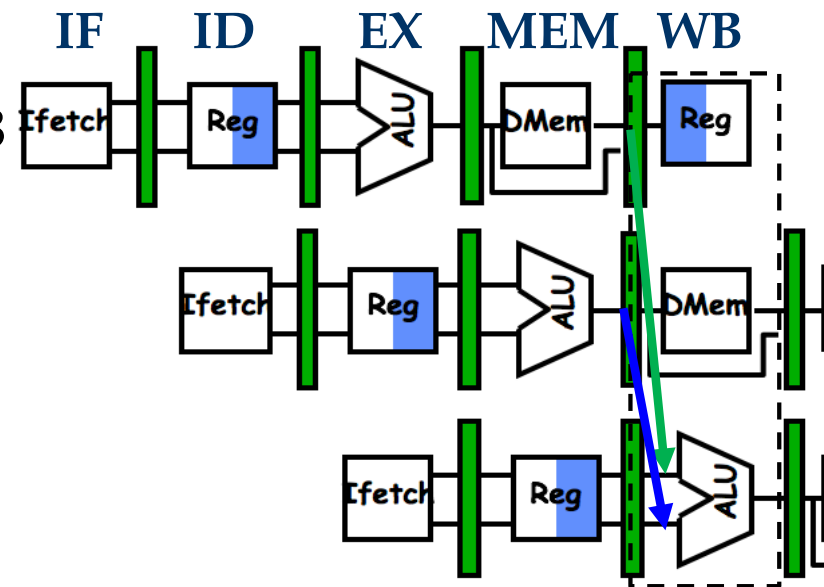 IF ID EX MEM WB
Ifetch Reg ALU DMem Reg
Ifetch Reg ALU DMem
Ifetch Reg ALU